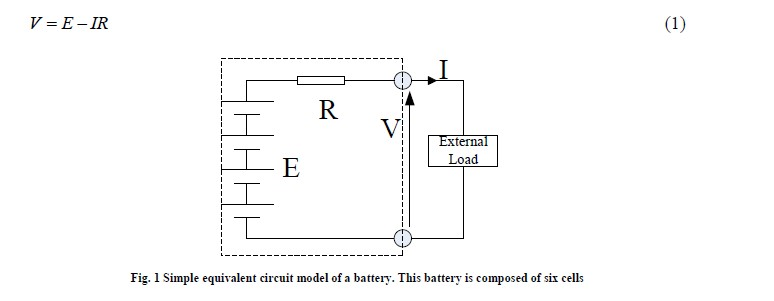 V = E – IR (1)
I
R
V
External
Load
E
Fig. 1 Simple equivalent circuit model of a battery. This battery is composed of six cells